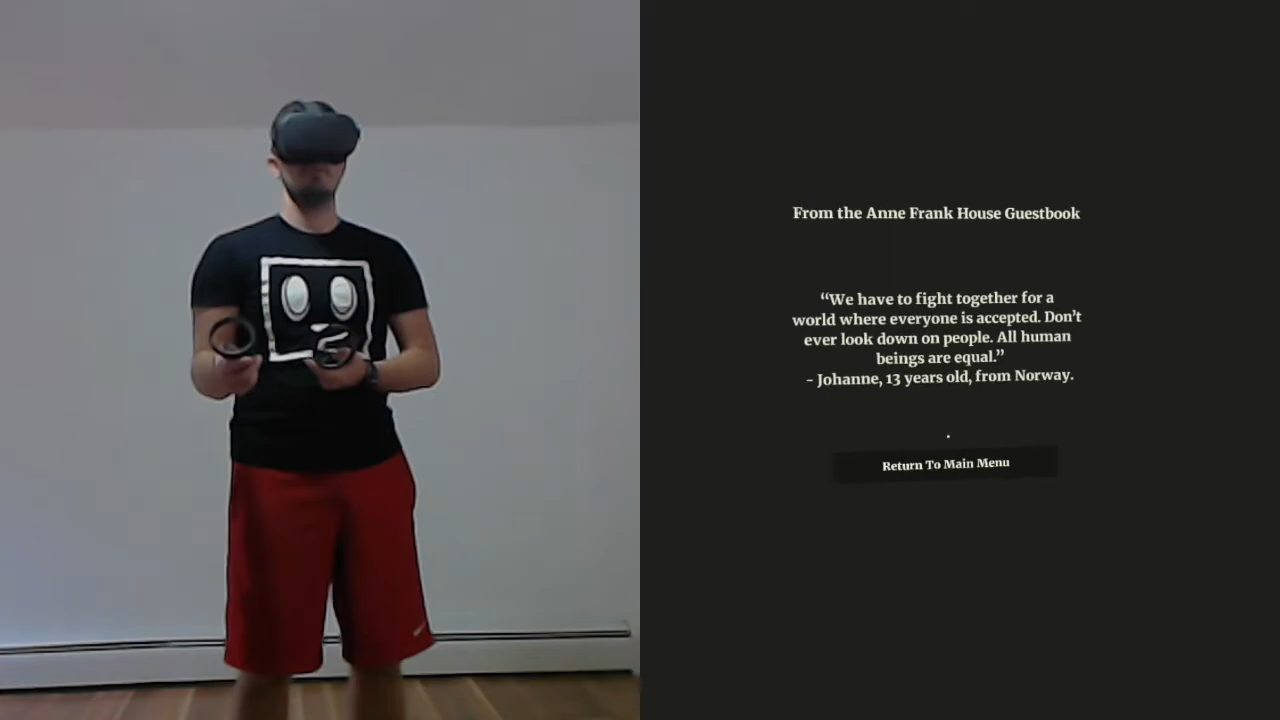 From the Anne Frank House Guestbook
“We have to fight together for a
world where everyone is accepted. Don’t
ever look down on people. All human
beings are equal.”
- Johanne, 13 years old, from Norway.
Return To Main Menu